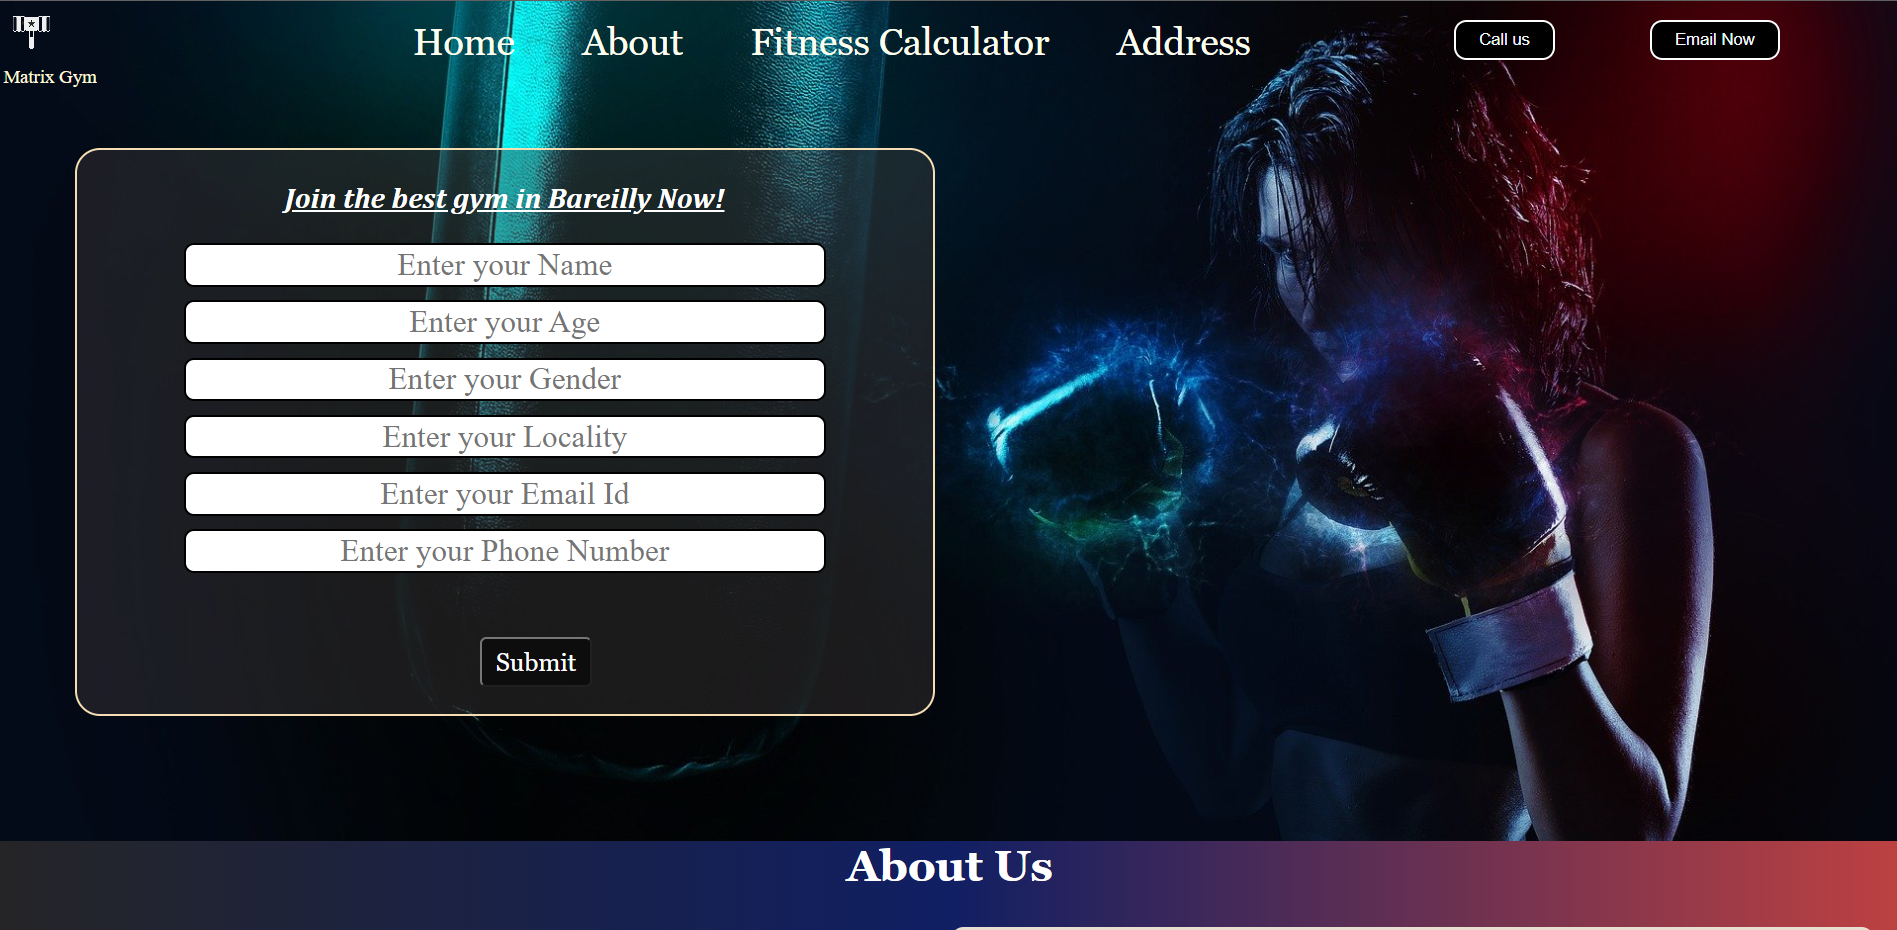 Home
About
Fitness Calculator
Address
Call us
Email Now
Matrix Gym
Join the best gym in Bareilly Now!
Enter your Name
Enter your Age
Enter your Gender
Enter your Locality
Enter your Email Id
Enter your Phone Number
Submit
About Us